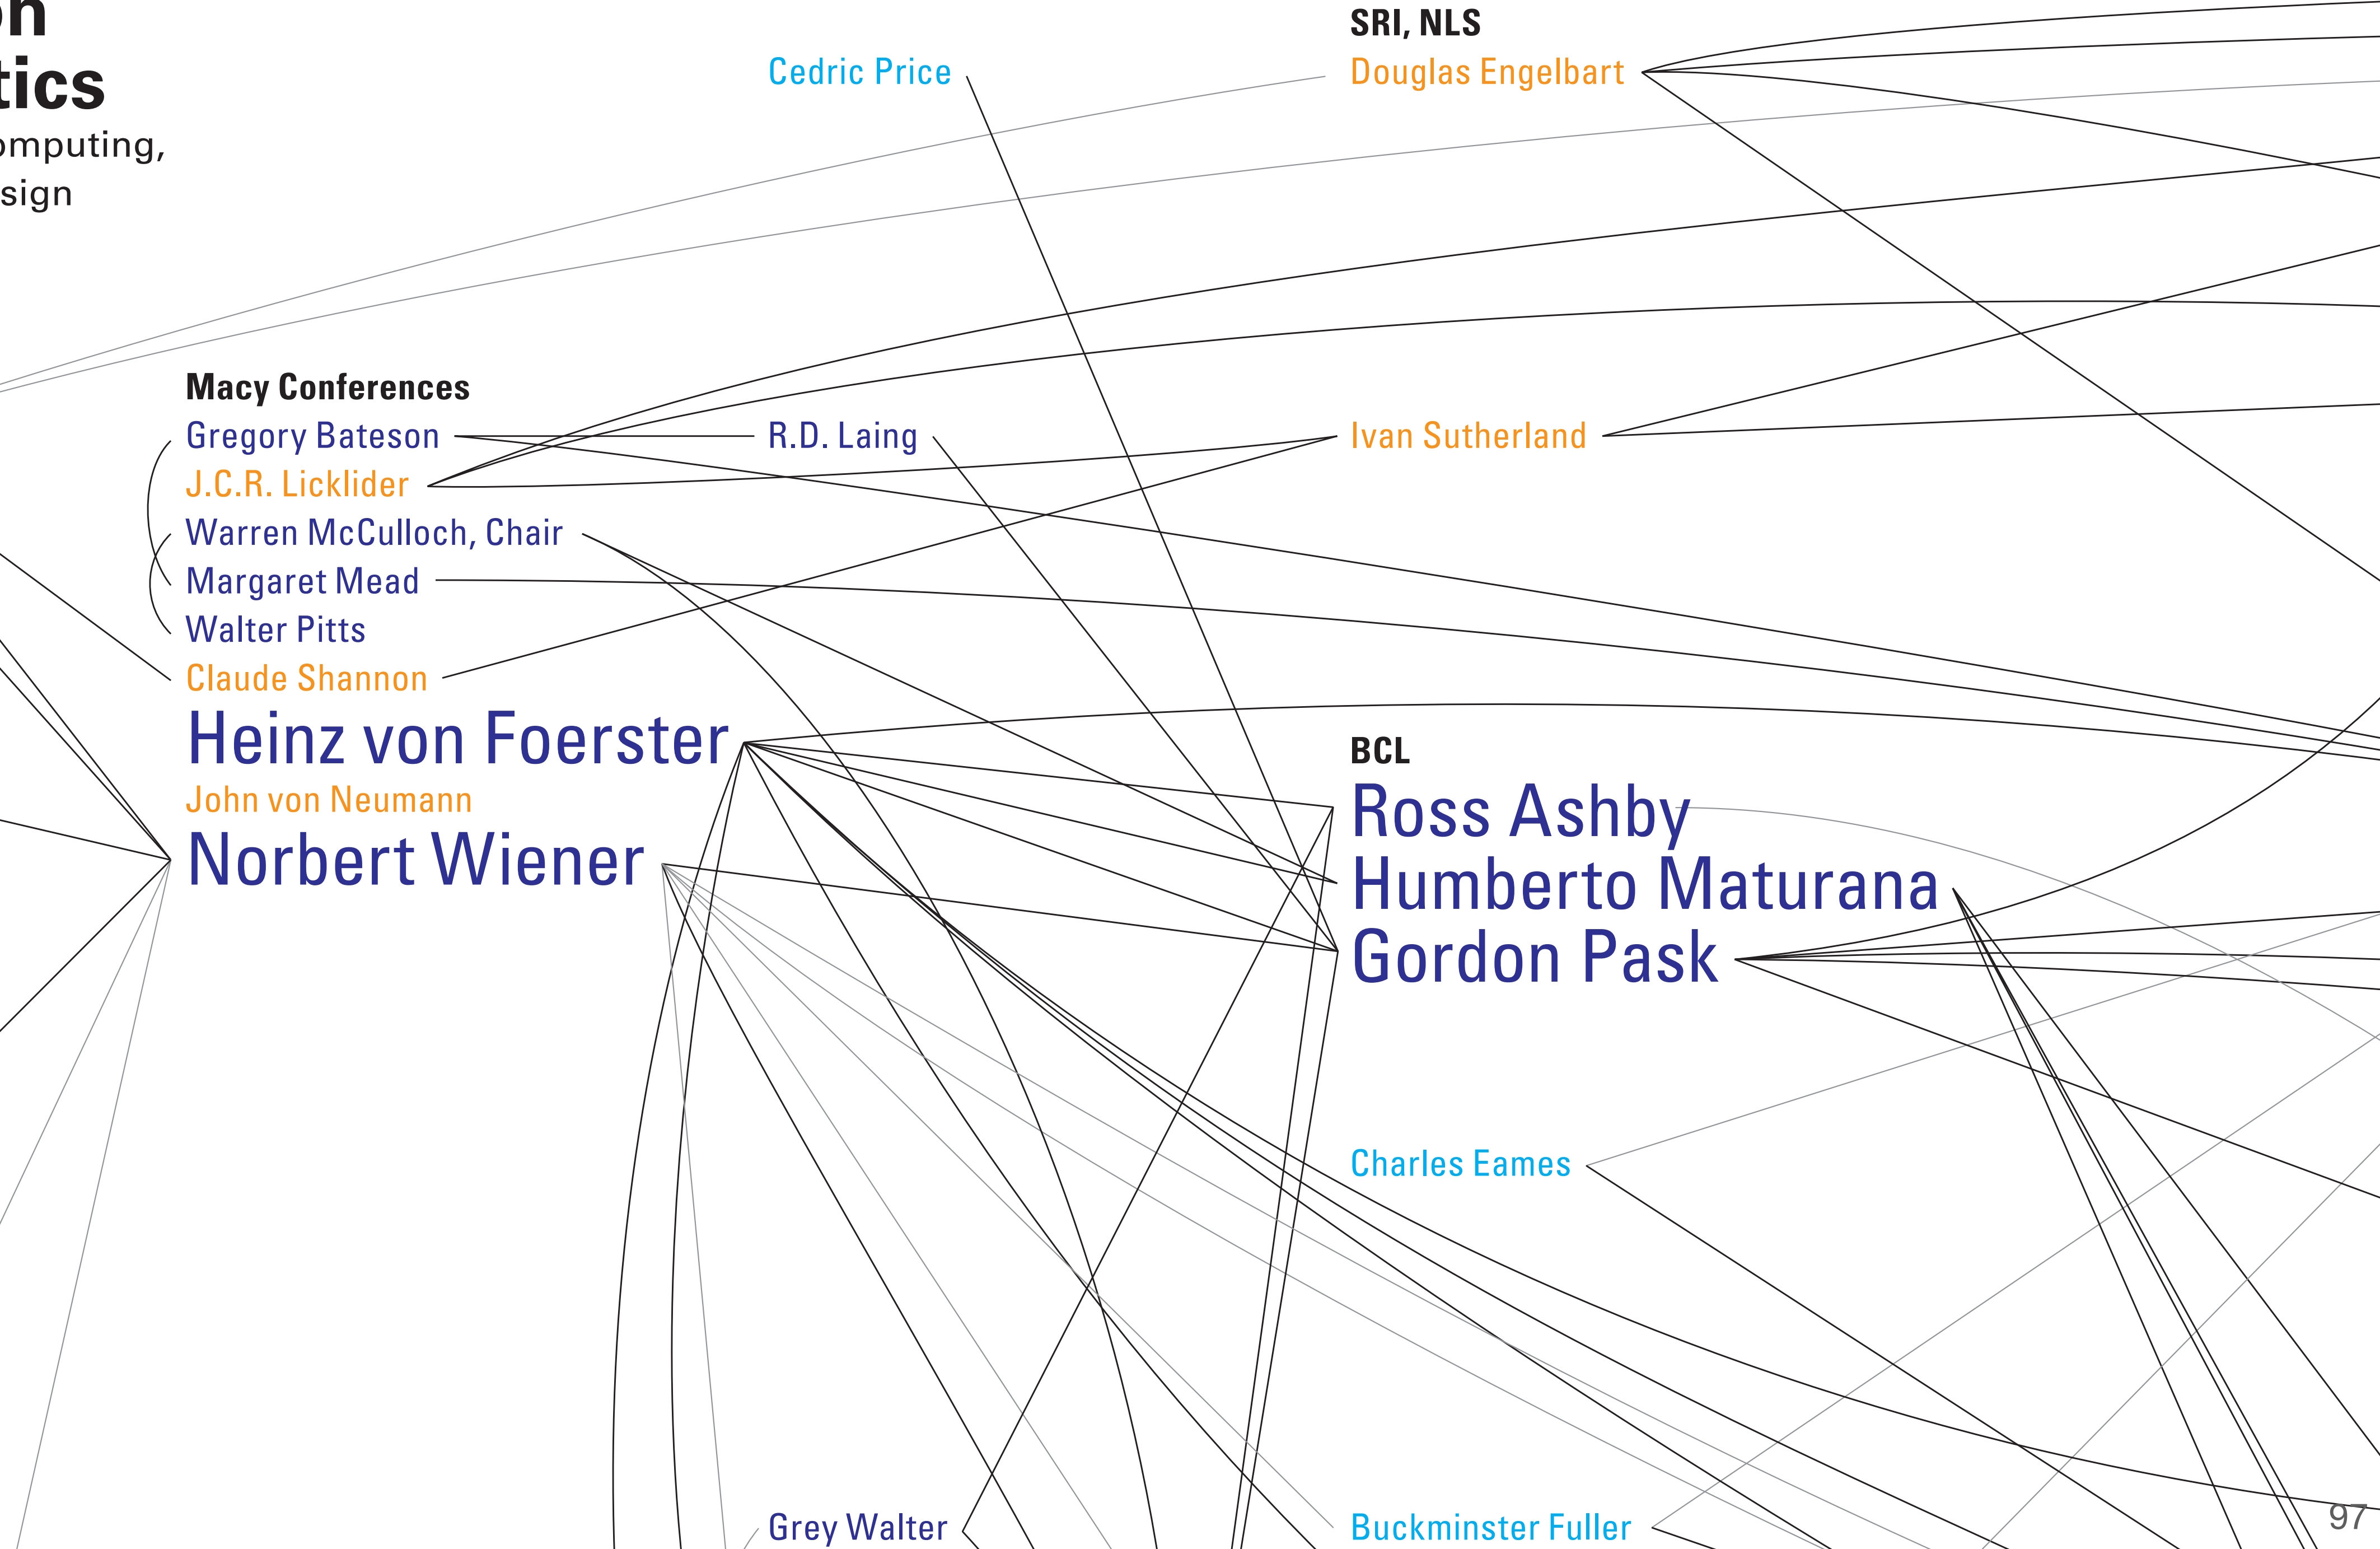 on
tics
omputing,
sign
SRI, NLS
Cedric Price
Douglas Engelbart
Macy Conferences
Gregory Bateson
R.D. Laing
Ivan Sutherland
J.C.R. Licklider
Warren McCulloch, Chair
Margaret Mead
Walter Pitts
Claude Shannon
Heinz von Foerster
John von Neumann
Norbert Wiener
BCL
Ross Ashby
Humberto Maturana
Gordon Pask
Charles Eames
Grey Walter
Buckminster Fuller
97